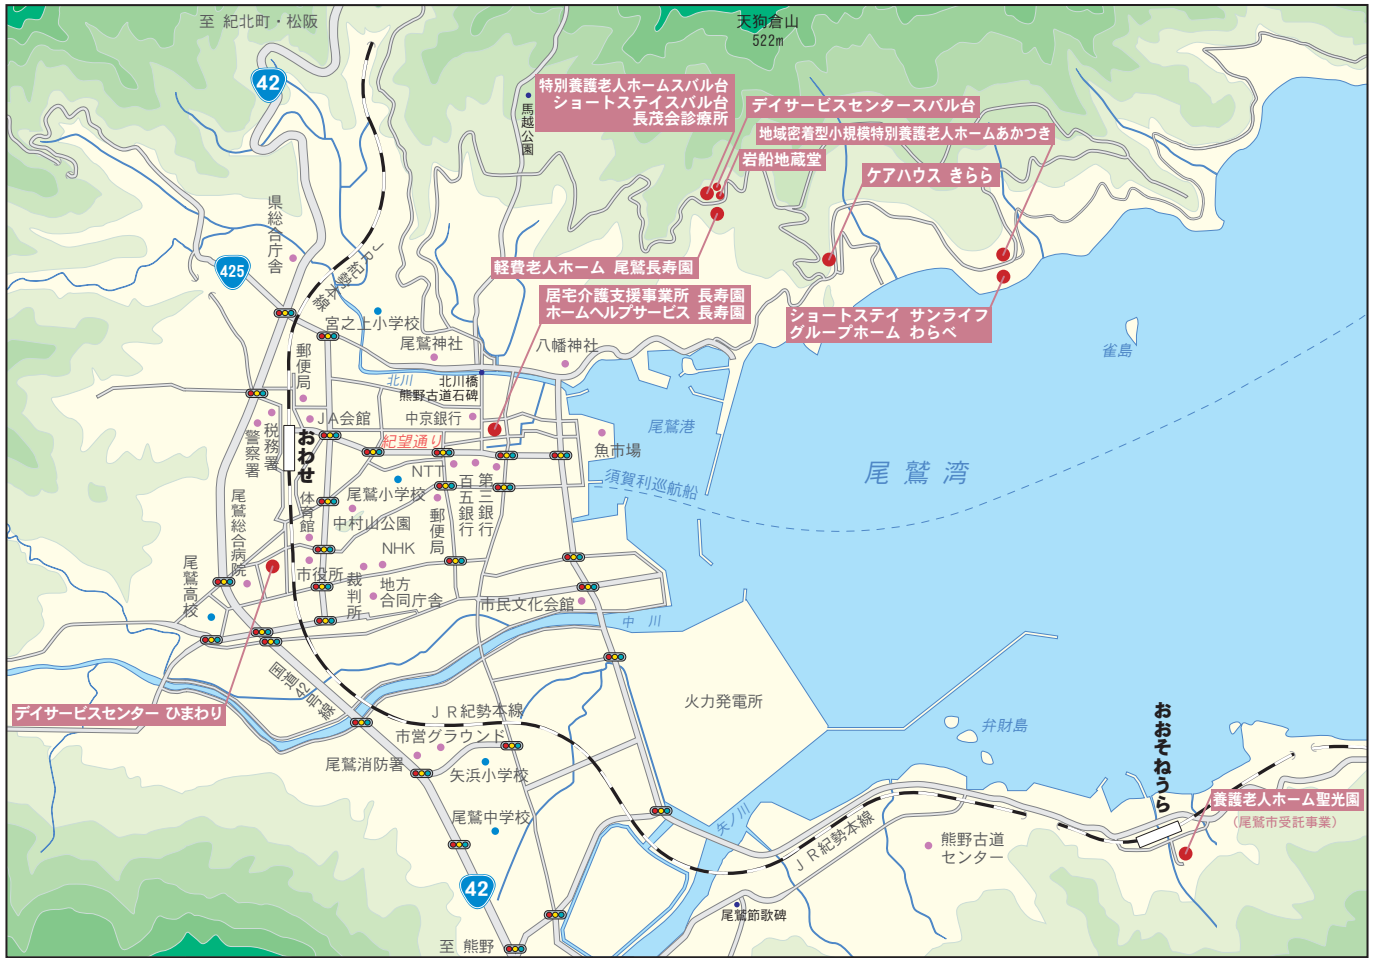 至 紀北町・松阪
天狗倉山
522m
42
馬越公園
特別養護老人ホームスバル台
ショートステイスバル台
長茂会診療所
デイサービスセンタースバル台
地域密着型小規模特別養護老人ホームあかつき
岩船地蔵堂
ケアハウス きらら
県総合庁舎
425
JR紀勢本線
軽費老人ホーム 尾鷲長寿園
居宅介護支援事業所 長寿園
ホームヘルプサービス 長寿園
ショートステイ サンライフ
グループホーム わらべ
宮之上小学校
尾鷲神社
八幡神社
雀島
郵便局
北川
北川橋
熊野古道石碑
JA会館
中京銀行
尾鷲港
税務署
警察署
おわせ
紀望通り
魚市場
NTT
百五銀行
第三銀行
須賀利巡航船
尾鷲湾
尾鷲小学校
体育館
尾鷲総合病院
中村山公園
郵便局
NHK
尾鷲高校
市役所
裁判所
地方
合同庁舎
市民文化会館
中川
国道42号線
火力発電所
デイサービスセンター ひまわり
JR紀勢本線
市営グラウンド
弁財島
おおそねうら
尾鷲消防署
矢浜小学校
養護老人ホーム聖光園
(尾鷲市受託事業)
尾鷲中学校
矢ノ川
JR紀勢本線
熊野古道
センター
42
尾鷲節歌碑
至 熊野